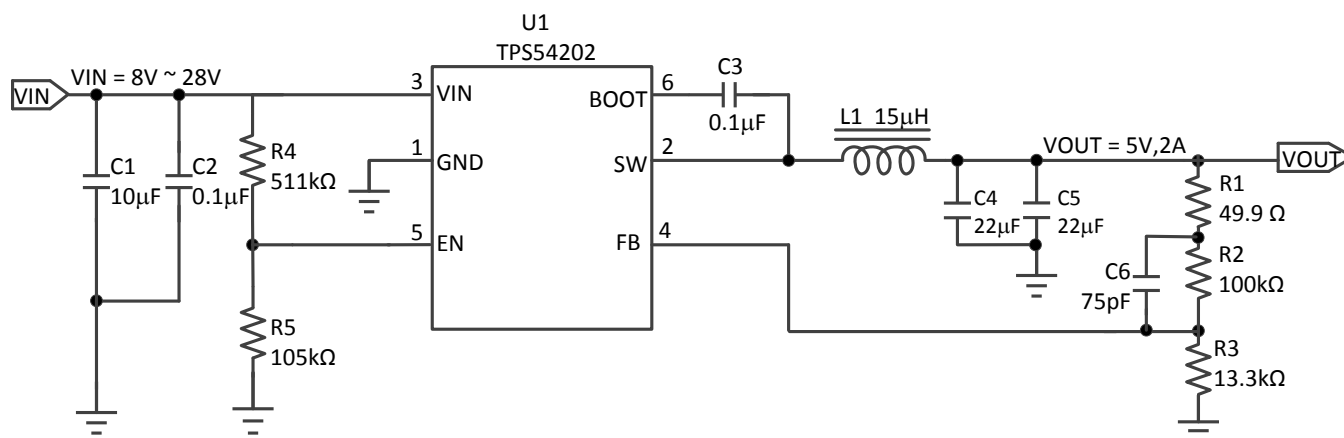 U1
TPS54202
VIN
VIN = 8V ~ 28V
C1
10μF
C2
0.1μF
R4
511kΩ
R5
105kΩ
3
VIN
1
GND
5
EN
BOOT
6
SW
2
FB
4
C3
0.1μF
L1 15μH
VOUT = 5V,2A
VOUT
C4
22μF
C5
22μF
R1
49.9 Ω
R2
100kΩ
C6
75pF
R3
13.3kΩ